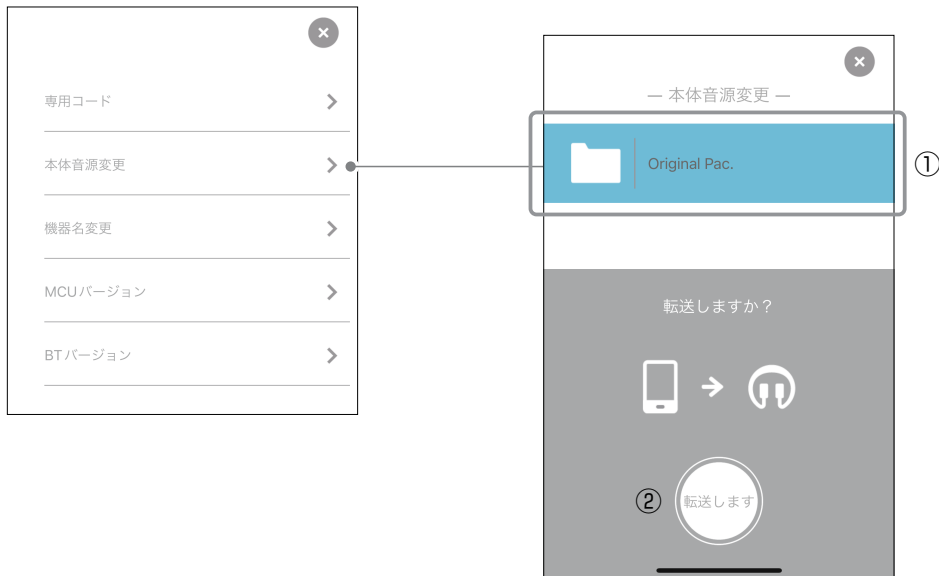 専用コード
本体音源変更
機器名変更
MCUバージョン
BTバージョン
— 本体音源変更 —
Original Pac.
①
転送しますか？
②
転送します